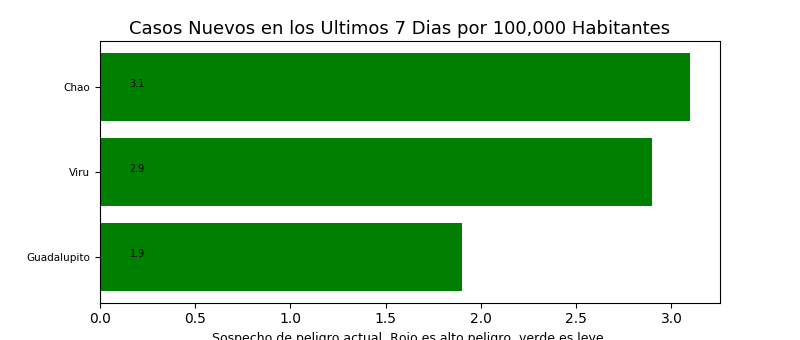 Casos Nuevos en los Ultimos 7 Dias por 100,000 Habitantes
Chao
3.1
Viru
2.9
Guadalupito
1.9
0.0 0.5 1.0 1.5 2.0 2.5 3.0
Sospecho de peligro actual. Rojo es alto peligro, verde es leve